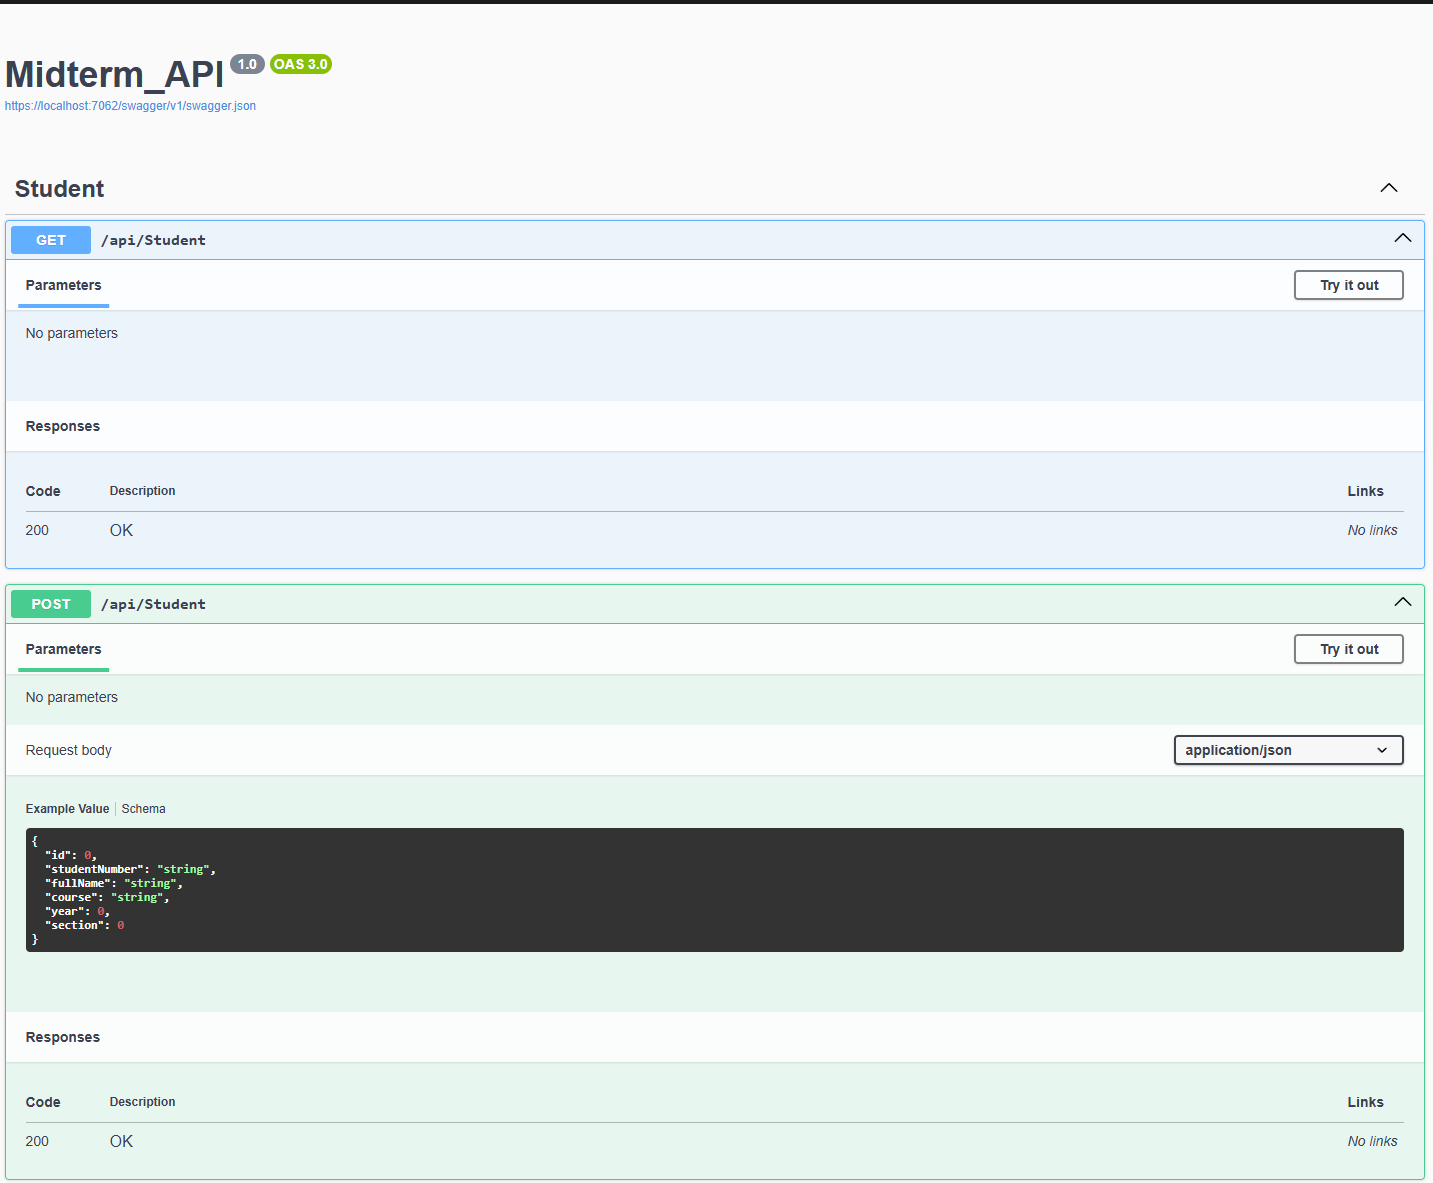 Midterm_API 1.0 OAS 3.0
https://localhost:7062/swagger/v1/swagger.json
Student
GET /api/Student
Parameters Try it out
No parameters
Responses
Code Description Links
200 OK No links
POST /api/Student
Parameters Try it out
No parameters
Request body application/json
Example Value Schema
{
"id": 0,
"studentNumber": "string",
"fullName": "string",
"course": "string",
"year": 0,
"section": 0
}
Responses
Code Description Links
200 OK No links